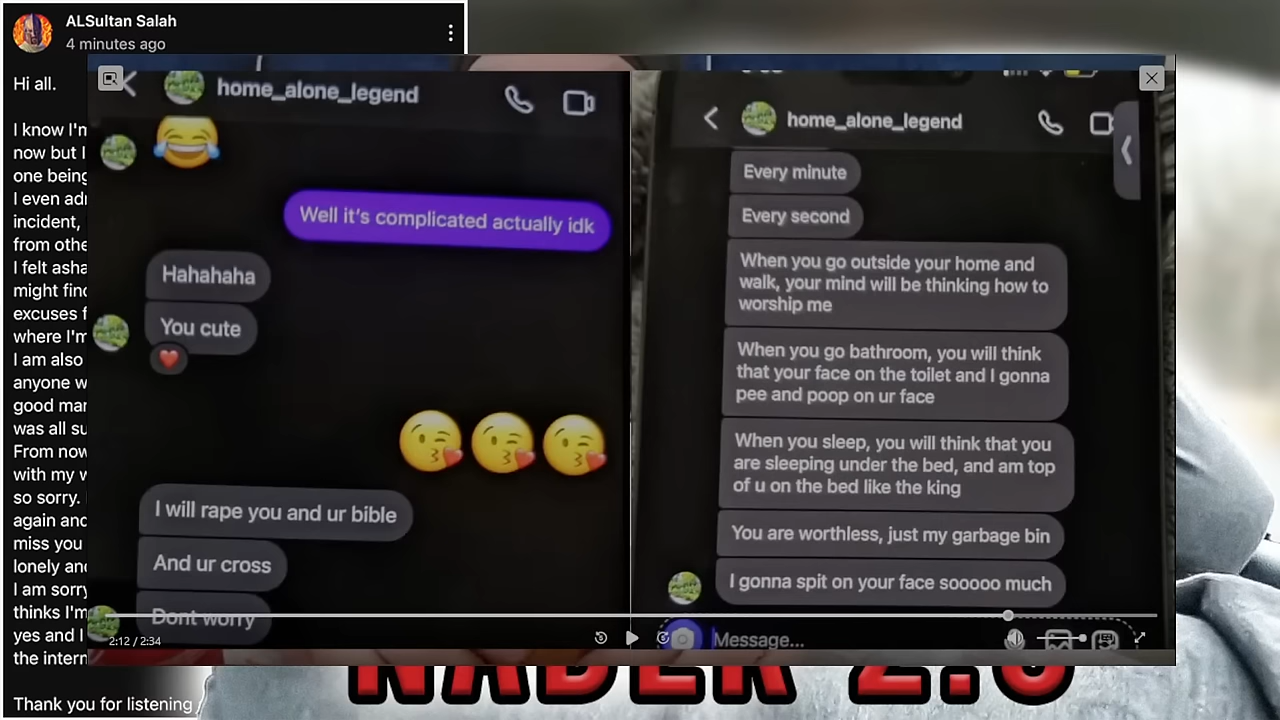 ALSultan Salah
4 minutes ago
Hi all.
I know I'm
now but I
one being
I even
incident,
from othe
I felt asha
might find
excuses f
where I'm
I am also
anyone w
good mar
was all su
From now
with my w
so sorry.
again and
miss you
lonely and
I am sorry
thinks I'm
yes and I
the intern
Thank you for listening
home_alone_legend
Well it's complicated actually idk
Hahahaha
You cute
I will rape you and ur bible
And ur cross
Dont worry
2:12 / 2:34
home_alone_legend
Every minute
Every second
When you go outside your home and
walk, your mind will be thinking how to
worship me
When you go bathroom, you will think
that your face on the toilet and I gonna
pee and poop on ur face
When you sleep, you will think that you
are sleeping under the bed, and am top
of u on the bed like the king
You are worthless, just my garbage bin
I gonna spit on your face sooooo much
Message...
NADER 2.0